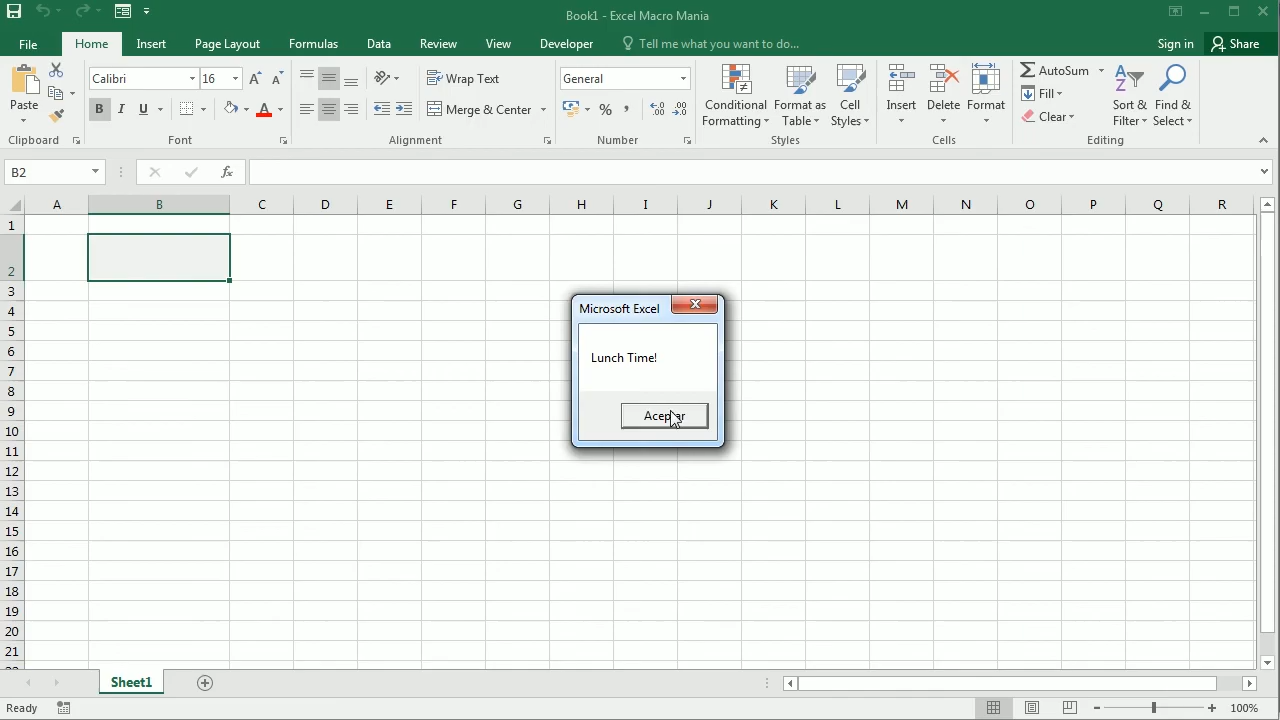 Book1 - Excel Macro Mania
File Home Insert Page Layout Formulas Data Review View Developer Tell me what you want to do... Sign in Share
Paste
Clipboard
Calibri 16
B I U A
Font
Wrap Text
Merge & Center
Alignment
General
% ,
Number
Conditional Formatting
Format as Table
Cell Styles
Styles
Insert Delete Format
Cells
AutoSum
Fill
Clear
Sort & Filter
Find & Select
Editing
B2 fx
A B C D E F G H I J K L M N O P Q R
1
2
3
4
5
6
7
8
9
10
11
12
13
14
15
16
17
18
19
20
21
Microsoft Excel
Lunch Time!
Sheet1
Ready 100%